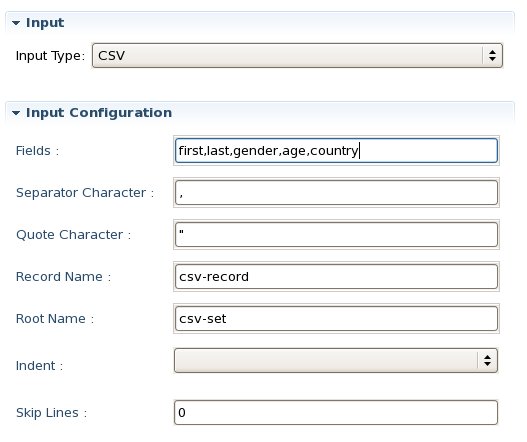 Input
Input Type: CSV
Input Configuration
Fields : first,last,gender,age,country
Separator Character : ,
Quote Character : "
Record Name : csv-record
Root Name : csv-set
Indent :
Skip Lines : 0